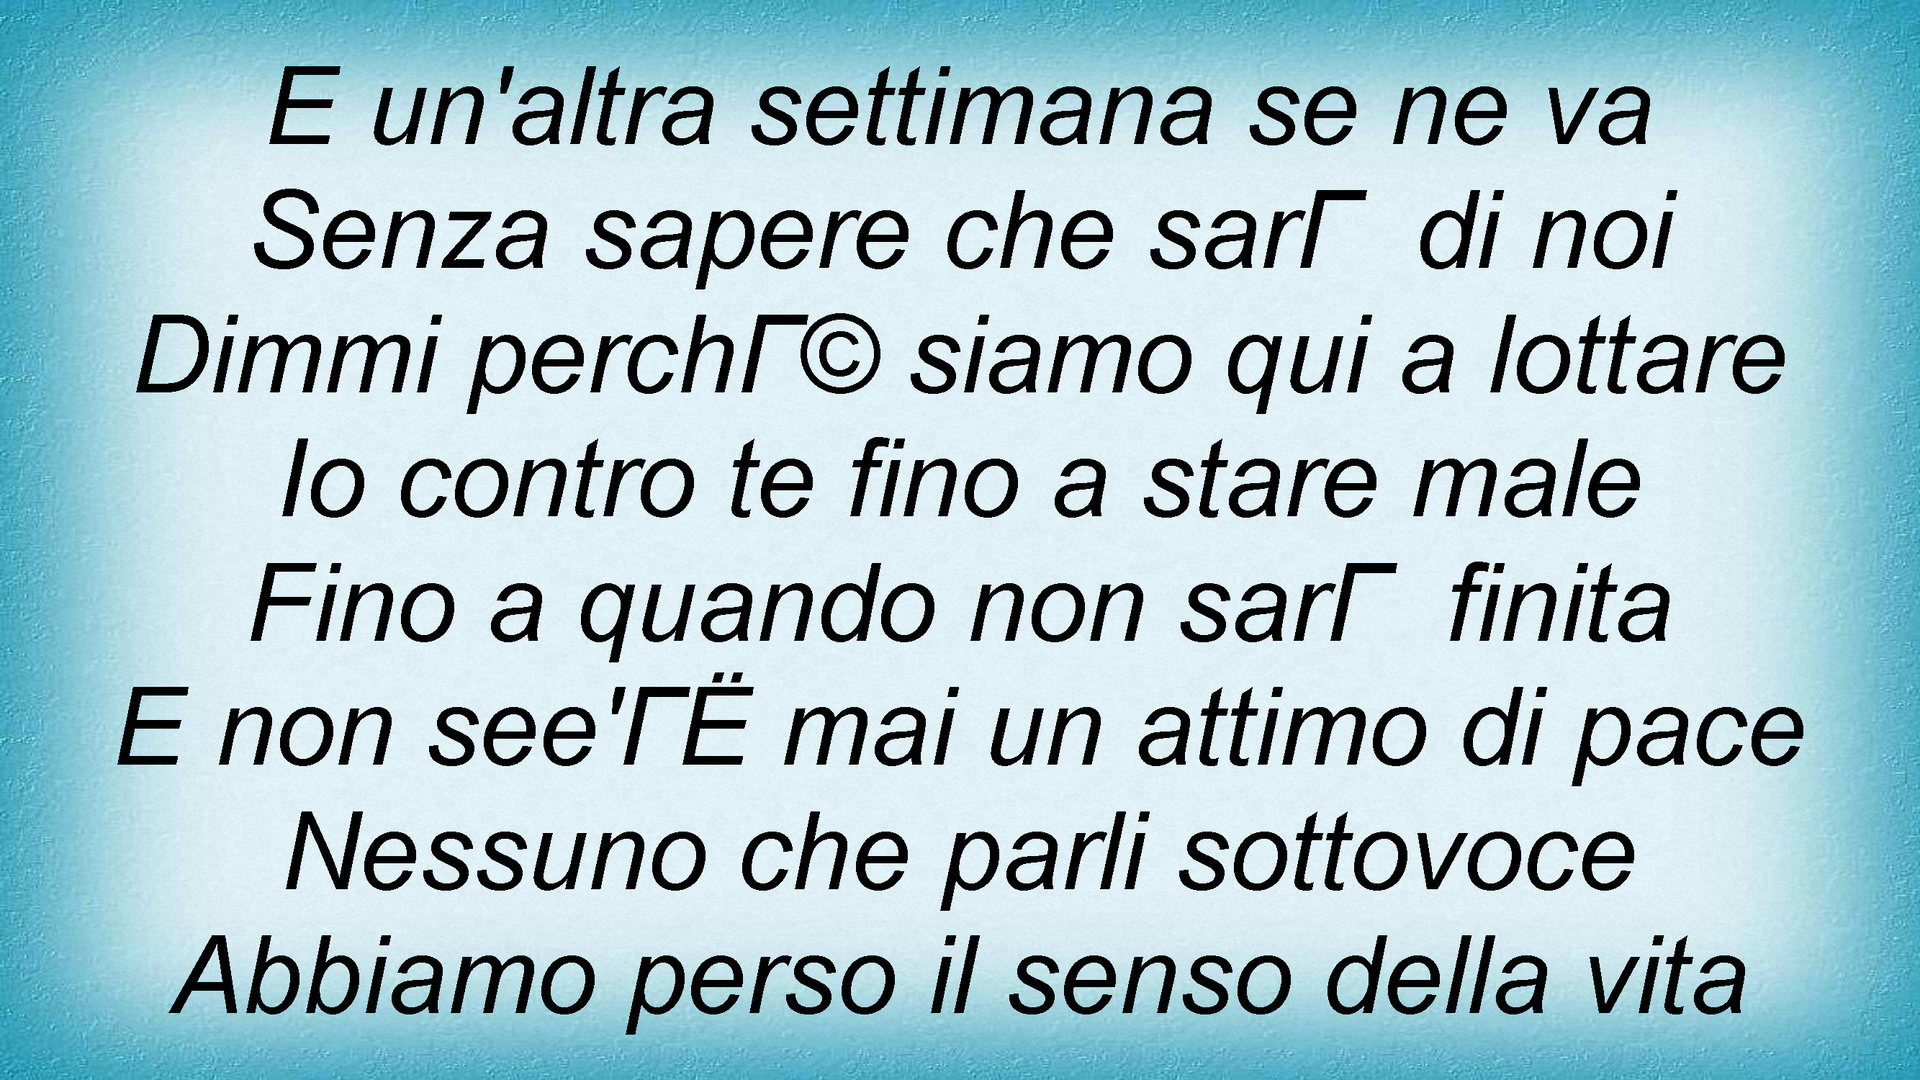 E un'altra settimana se ne va
Senza sapere che sarГ  di noi
Dimmi perchГ© siamo qui a lottare
Io contro te fino a stare male
Fino a quando non sarГ  finita
E non see'ГЁ mai un attimo di pace
Nessuno che parli sottovoce
Abbiamo perso il senso della vita